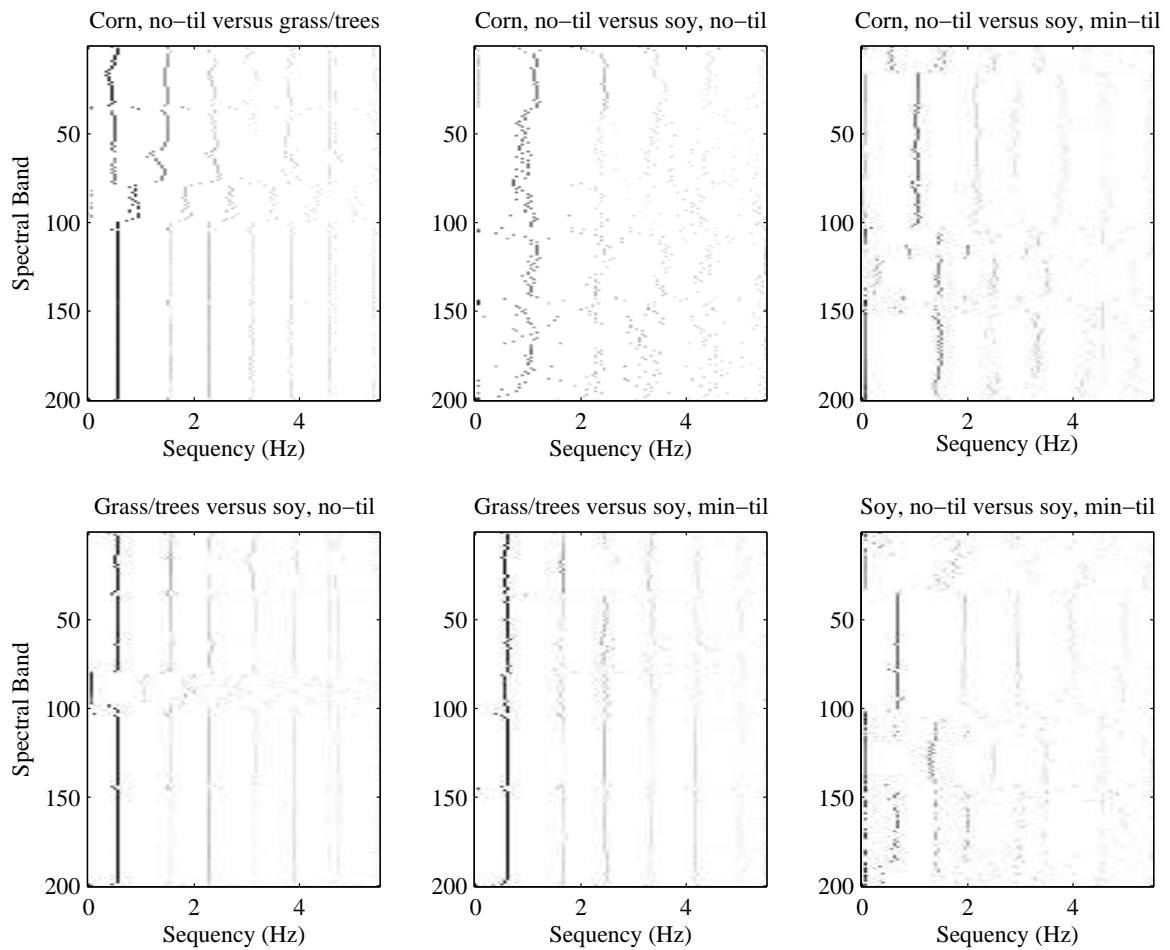 Corn, no−til versus grass/trees
Corn, no−til versus soy, no−til
Corn, no−til versus soy, min−til
Spectral Band
50
100
150
200
0 2 4
Sequency (Hz)
50
100
150
200
0 2 4
Sequency (Hz)
50
100
150
200
0 2 4
Sequency (Hz)
Grass/trees versus soy, no−til
Grass/trees versus soy, min−til
Soy, no−til versus soy, min−til
Spectral Band
50
100
150
200
0 2 4
Sequency (Hz)
50
100
150
200
0 2 4
Sequency (Hz)
50
100
150
200
0 2 4
Sequency (Hz)